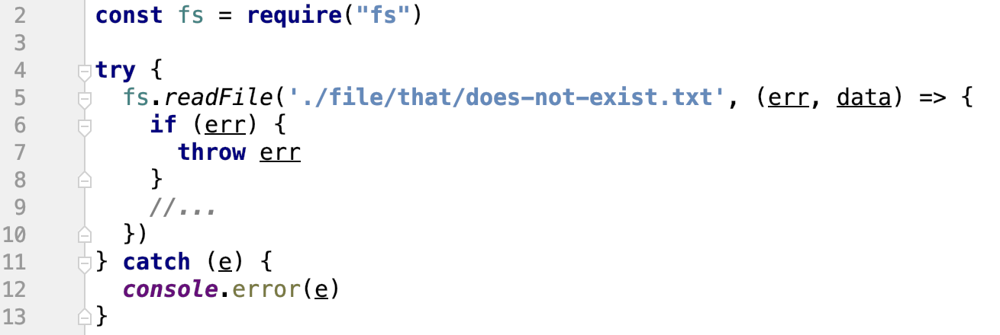 2 const fs = require("fs")
3
4 try {
5 fs.readFile('./file/that/does-not-exist.txt', (err, data) => {
6 if (err) {
7 throw err
8 }
9 //...
10 })
11 } catch (e) {
12 console.error(e)
13 }